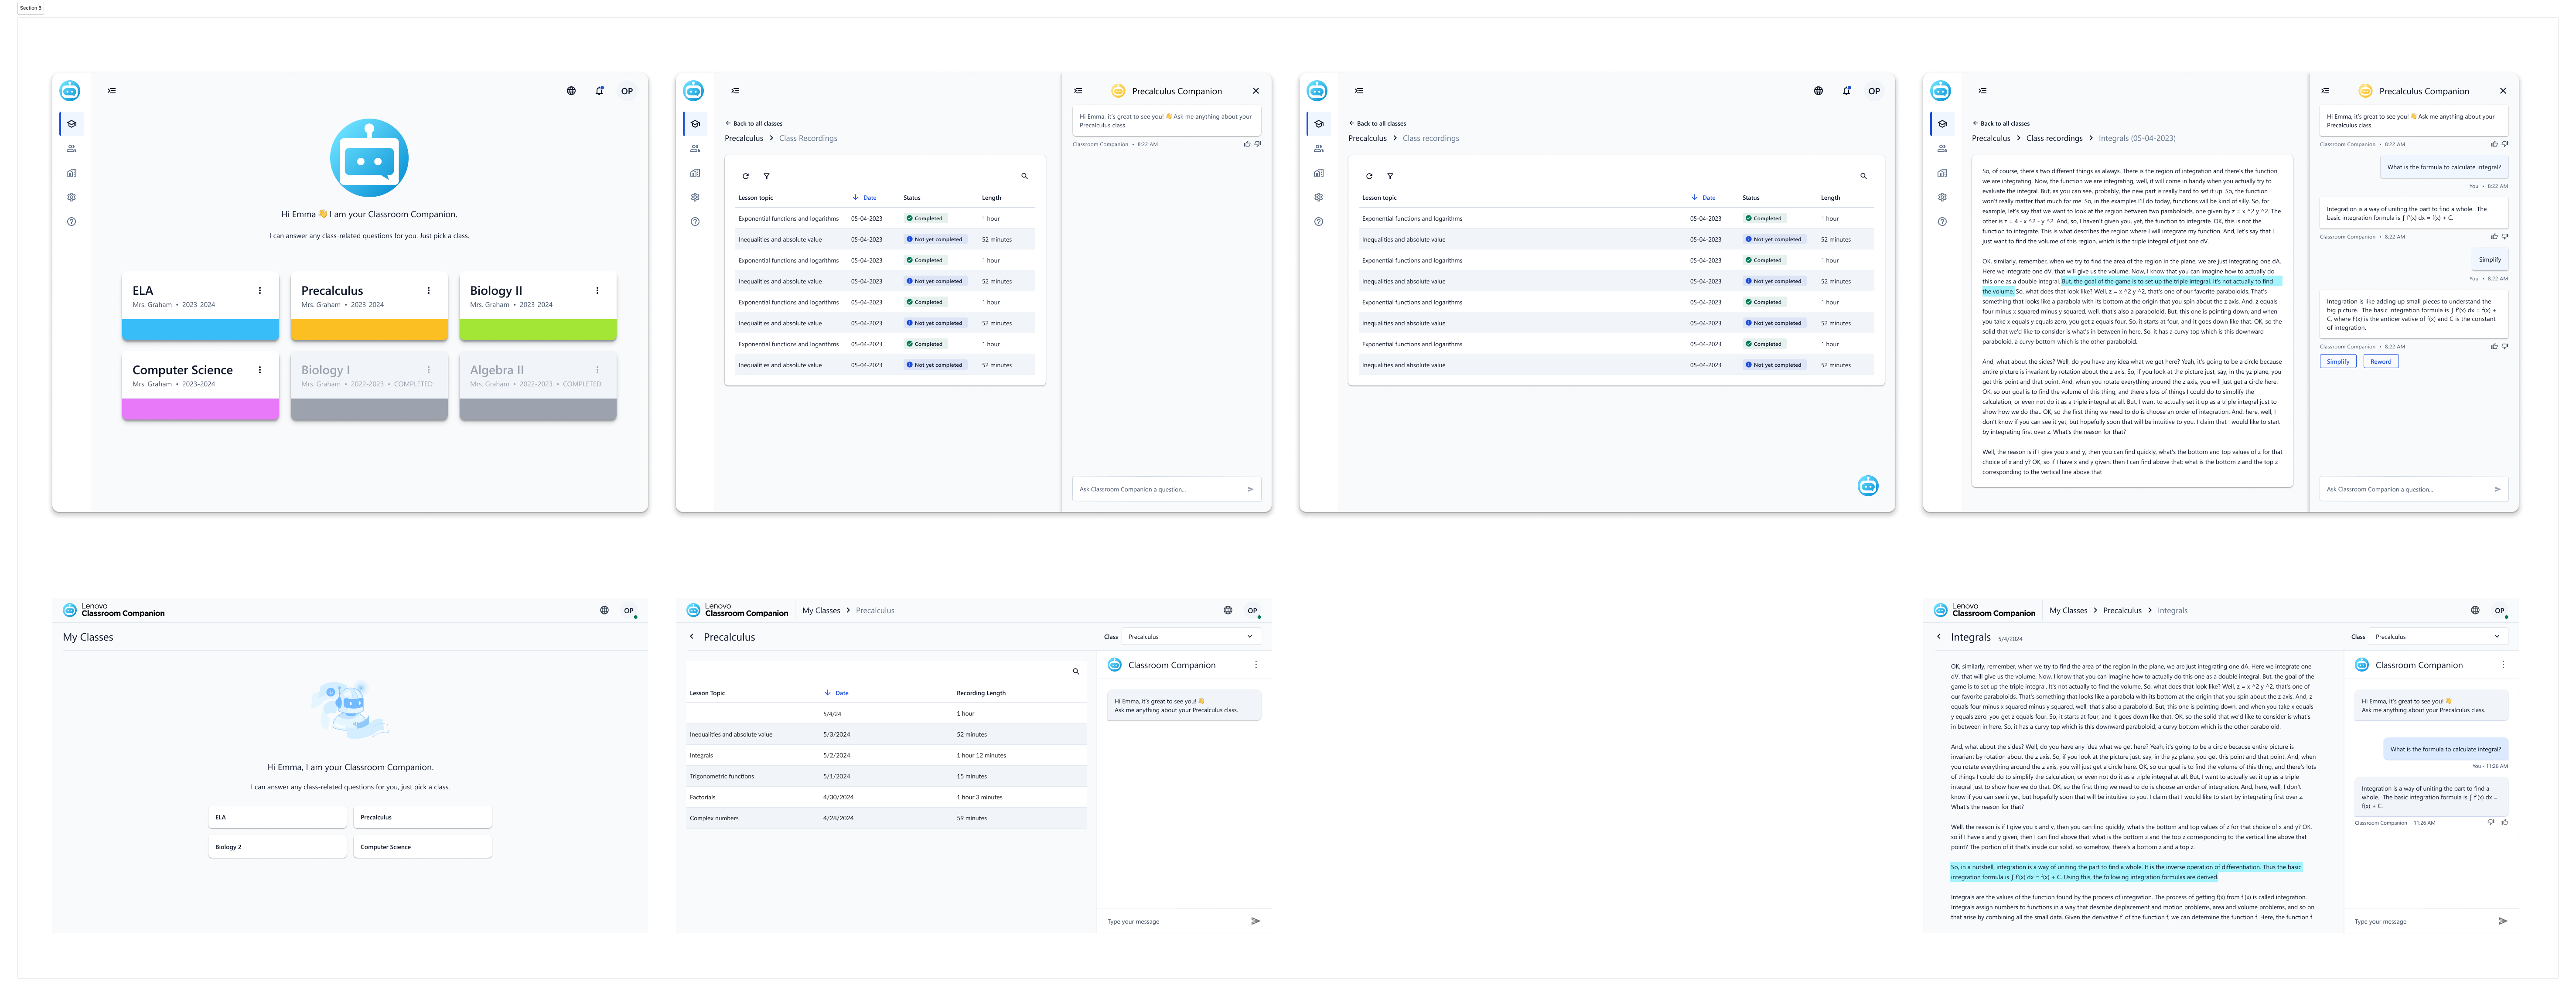 Section 6
OP
Hi Emma 👋 I am your Classroom Companion.
I can answer any class-related questions for you. Just pick a class.
ELA
Mrs. Graham • 2023-2024
Precalculus
Mrs. Graham • 2023-2024
Biology II
Mrs. Graham • 2023-2024
Computer Science
Mrs. Graham • 2023-2024
Biology I
Mrs. Graham • 2022-2023 • COMPLETED
Algebra II
Mrs. Graham • 2022-2023 • COMPLETED
Back to all classes
Precalculus > Class Recordings
Lesson topic Date Status Length
Exponential functions and logarithms 05-04-2023 Completed 1 hour
Inequalities and absolute value 05-04-2023 Not yet completed 52 minutes
Exponential functions and logarithms 05-04-2023 Completed 1 hour
Inequalities and absolute value 05-04-2023 Not yet completed 52 minutes
Exponential functions and logarithms 05-04-2023 Completed 1 hour
Inequalities and absolute value 05-04-2023 Not yet completed 52 minutes
Exponential functions and logarithms 05-04-2023 Completed 1 hour
Inequalities and absolute value 05-04-2023 Not yet completed 52 minutes
Precalculus Companion
Hi Emma, it's great to see you! 👋 Ask me anything about your
Precalculus class.
Classroom Companion • 8:22 AM
Ask Classroom Companion a question...
OP
Back to all classes
Precalculus > Class recordings
Lesson topic Date Status Length
Exponential functions and logarithms 05-04-2023 Completed 1 hour
Inequalities and absolute value 05-04-2023 Not yet completed 52 minutes
Exponential functions and logarithms 05-04-2023 Completed 1 hour
Inequalities and absolute value 05-04-2023 Not yet completed 52 minutes
Exponential functions and logarithms 05-04-2023 Completed 1 hour
Inequalities and absolute value 05-04-2023 Not yet completed 52 minutes
Exponential functions and logarithms 05-04-2023 Completed 1 hour
Inequalities and absolute value 05-04-2023 Not yet completed 52 minutes
Back to all classes
Precalculus > Class recordings > Integrals (05-04-2023)
So, of course, there's two different things as always. There is the region of integration and there's the function
we are integrating. Now, the function we are integrating, well, it will come in handy when you actually try to
evaluate the integral. But, as you can see, probably, the new part is really hard to set it up. So, the function
won't really matter that much for me. So, in the examples I'll do today, functions will be kind of silly. So, for
example, let's say that we want to look at the region between two paraboloids, one given by z = x ^2 y ^2. The
other is z = 4 - x ^2 - y ^2. And, so, I haven't given you, yet, the function to integrate. OK, this is not the
function to integrate. This is what describes the region where I will integrate my function. And, let's say that I
just want to find the volume of this region, which is the triple integral of just one dV.
OK, similarly, remember, when we try to find the area of the region in the plane, we are just integrating one dA.
Here we integrate one dV. that will give us the volume. Now, I know that you can imagine how to actually do
this one as a double integral. But, the goal of the game is to set up the triple integral. It's not actually to find
the volume. So, what does that look like? Well, z = x ^2 y ^2, that's one of our favorite paraboloids. That's
something that looks like a parabola with its bottom at the origin that you spin about the z axis. And, z equals
four minus x squared minus y squared, well, that's also a paraboloid. But, this one is pointing down, and when
you take x equals y equals zero, you get z equals four. So, it starts at four, and it goes down like that. OK, so the
solid that we'd like to consider is what's in between in here. So, it has a curvy top which is this downward
paraboloid, a curvy bottom which is the other paraboloid.
And, what about the sides? Well, do you have any idea what we get here? Yeah, it's going to be a circle because
entire picture is invariant by rotation about the z axis. So, if you look at the picture just, say, in the yz plane, you
get this point and that point. And, when you rotate everything around the z axis, you will just get a circle here.
OK, so our goal is to find the volume of this thing, and there's lots of things I could do to simplify the
calculation, or even not do it as a triple integral at all. But, I want to actually set it up as a triple integral just to
show how we do that. OK, so the first thing we need to do is choose an order of integration. And, here, well, I
don't know if you can see it yet, but hopefully soon that will be intuitive to you. I claim that I would like to start
by integrating first over z. What's the reason for that?
Well, the reason is if I give you x and y, then you can find quickly, what's the bottom and top values of z for that
choice of x and y? OK, so if I have x and y given, then I can find above that: what is the bottom z and the top z
corresponding to the vertical line above that
Precalculus Companion
Hi Emma, it's great to see you! 👋 Ask me anything about your
Precalculus class.
Classroom Companion • 8:22 AM
What is the formula to calculate integral?
You • 8:22 AM
Integration is a way of uniting the part to find a whole. The
basic integration formula is ∫ f'(x) dx = f(x) + C.
Classroom Companion • 8:22 AM
Simplify
You • 8:22 AM
Integration is like adding up small pieces to understand the
big picture. The basic integration formula is ∫ f'(x) dx = f(x) +
C, where F(x) is the antiderivative of f(x) and C is the constant
of integration.
Classroom Companion • 8:22 AM
Simplify Reword
Ask Classroom Companion a question...
Lenovo
Classroom Companion
OP
My Classes
Hi Emma, I am your Classroom Companion.
I can answer any class-related questions for you, just pick a class.
ELA Precalculus
Biology 2 Computer Science
Lenovo
Classroom Companion
My Classes > Precalculus
OP
Precalculus
Class Precalculus
Lesson Topic Date Recording Length
5/4/24 1 hour
Inequalities and absolute value 5/3/2024 52 minutes
Integrals 5/2/2024 1 hour 12 minutes
Trigonometric functions 5/1/2024 15 minutes
Factorials 4/30/2024 1 hour 3 minutes
Complex numbers 4/28/2024 59 minutes
Classroom Companion
Hi Emma, it's great to see you! 👋
Ask me anything about your Precalculus class.
Type your message
Lenovo
Classroom Companion
My Classes > Precalculus > Integrals
OP
Integrals 5/4/2024
Class Precalculus
OK, similarly, remember, when we try to find the area of the region in the plane, we are just integrating one dA. Here we integrate one
dV. that will give us the volume. Now, I know that you can imagine how to actually do this one as a double integral. But, the goal of the
game is to set up the triple integral. It's not actually to find the volume. So, what does that look like? Well, z = x ^2 y ^2, that's one of
our favorite paraboloids. That's something that looks like a parabola with its bottom at the origin that you spin about the z axis. And, z
equals four minus x squared minus y squared, well, that's also a paraboloid. But, this one is pointing down, and when you take x equals
y equals zero, you get z equals four. So, it starts at four, and it goes down like that. OK, so the solid that we'd like to consider is what's
in between in here. So, it has a curvy top which is this downward paraboloid, a curvy bottom which is the other paraboloid.
And, what about the sides? Well, do you have any idea what we get here? Yeah, it's going to be a circle because entire picture is
invariant by rotation about the z axis. So, if you look at the picture just, say, in the yz plane, you get this point and that point. And, when
you rotate everything around the z axis, you will just get a circle here. OK, so our goal is to find the volume of this thing, and there's lots
of things I could do to simplify the calculation, or even not do it as a triple integral at all. But, I want to actually set it up as a triple
integral just to show how we do that. OK, so the first thing we need to do is choose an order of integration. And, here, well, I don't
know if you can see it yet, but hopefully soon that will be intuitive to you. I claim that I would like to start by integrating first over z.
What's the reason for that?
Well, the reason is if I give you x and y, then you can find quickly, what's the bottom and top values of z for that choice of x and y? OK,
so if I have x and y given, then I can find above that: what is the bottom z and the top z corresponding to the vertical line above that
point? The portion of it that's inside our solid, so somehow, there's a bottom z and a top z.
So, in a nutshell, integration is a way of uniting the part to find a whole. It is the inverse operation of differentiation. Thus the basic
integration formula is ∫ f'(x) dx = f(x) + C. Using this, the following integration formulas are derived.
Integrals are the values of the function found by the process of integration. The process of getting f(x) from f'(x) is called integration.
Integrals assign numbers to functions in a way that describe displacement and motion problems, area and volume problems, and so on
that arise by combining all the small data. Given the derivative f' of the function f, we can determine the function f. Here, the function f
Classroom Companion
Hi Emma, it's great to see you! 👋
Ask me anything about your Precalculus class.
What is the formula to calculate integral?
You - 11:26 AM
Integration is a way of uniting the part to find a
whole. The basic integration formula is ∫ f'(x) dx =
f(x) + C.
Classroom Companion - 11:26 AM
Type your message